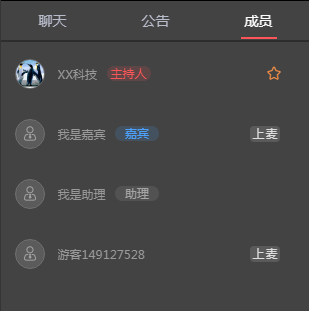 聊天 公告 成员
XX科技 主持人
我是嘉宾 嘉宾 上麦
我是助理 助理
游客149127528 上麦